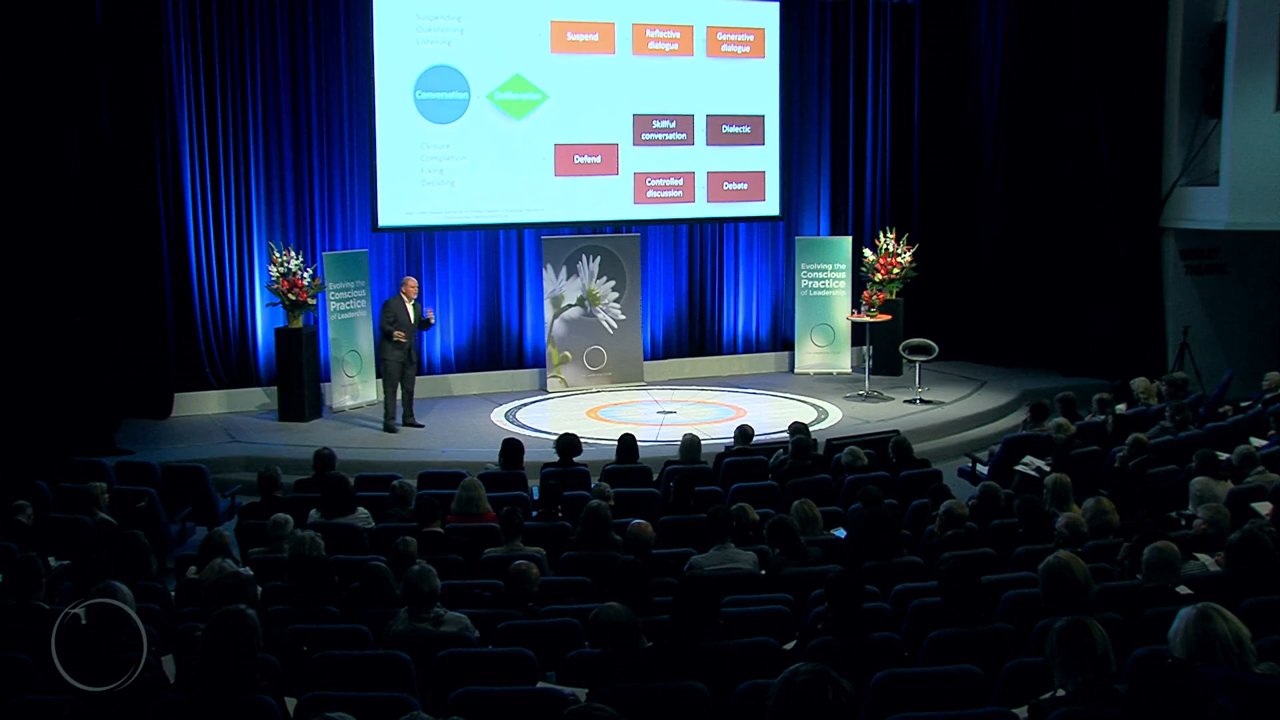 Suspending
Questioning
Listening
Suspend
Reflective
dialogue
Generative
dialogue
Conversation
Deliberation
Skillful
conversation
Dialectic
Closure
Completion
Fixing
Deciding
Defend
Controlled
discussion
Debate
Evolving the
Conscious
Practice
of Leadership
Evolving the
Conscious
Practice
of Leadership